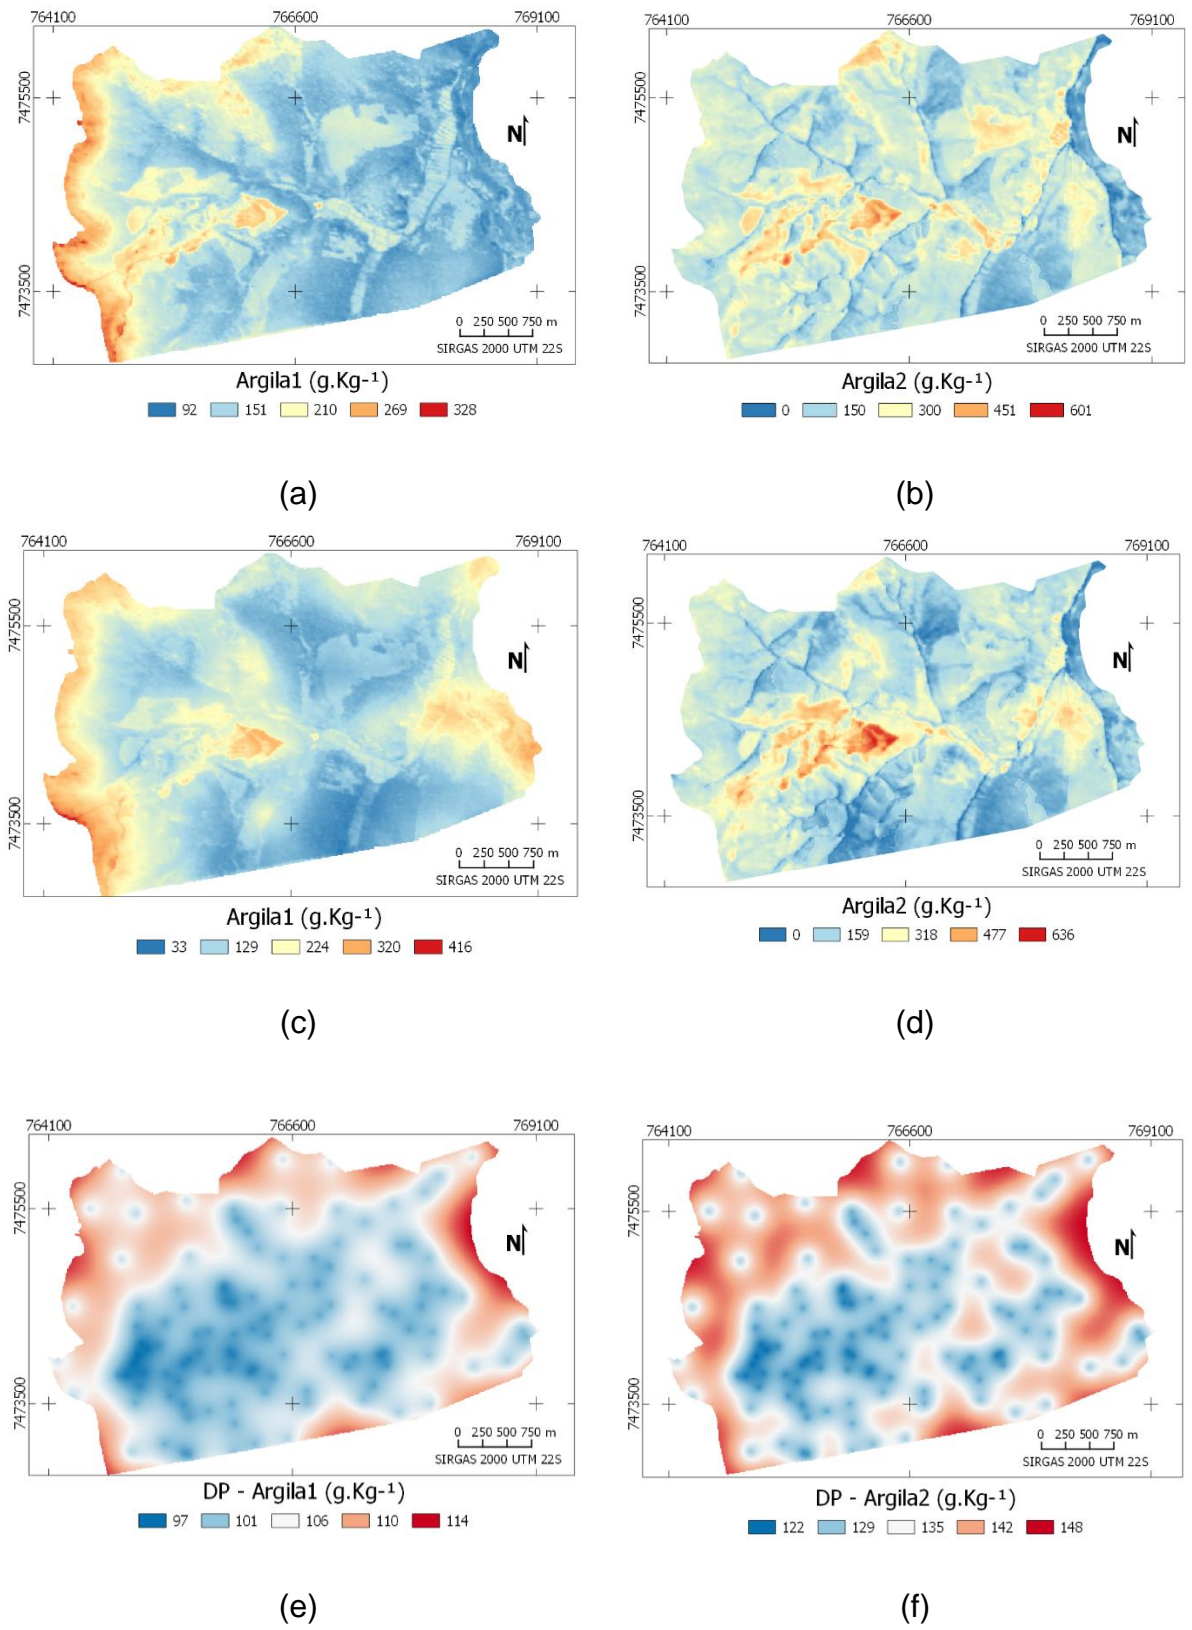 764100 766600 769100
764100 766600 769100
7475500
7473500
N
0 250 500 750 m
SIRGAS 2000 UTM 22S
7475500
7473500
N
0 250 500 750 m
SIRGAS 2000 UTM 22S
Argila1 (g.Kg-¹)
92 151 210 269 328
Argila2 (g.Kg-¹)
0 150 300 451 601
(a)
(b)
764100 766600 769100
764100 766600 769100
7475500
7473500
N
0 250 500 750 m
SIRGAS 2000 UTM 22S
7475500
7473500
N
0 250 500 750 m
SIRGAS 2000 UTM 22S
Argila1 (g.Kg-¹)
33 129 224 320 416
Argila2 (g.Kg-¹)
0 159 318 477 636
(c)
(d)
764100 766600 769100
764100 766600 769100
7475500
7473500
N
0 250 500 750 m
SIRGAS 2000 UTM 22S
7475500
7473500
N
0 250 500 750 m
SIRGAS 2000 UTM 22S
DP - Argila1 (g.Kg-¹)
97 101 106 110 114
DP - Argila2 (g.Kg-¹)
122 129 135 142 148
(e)
(f)